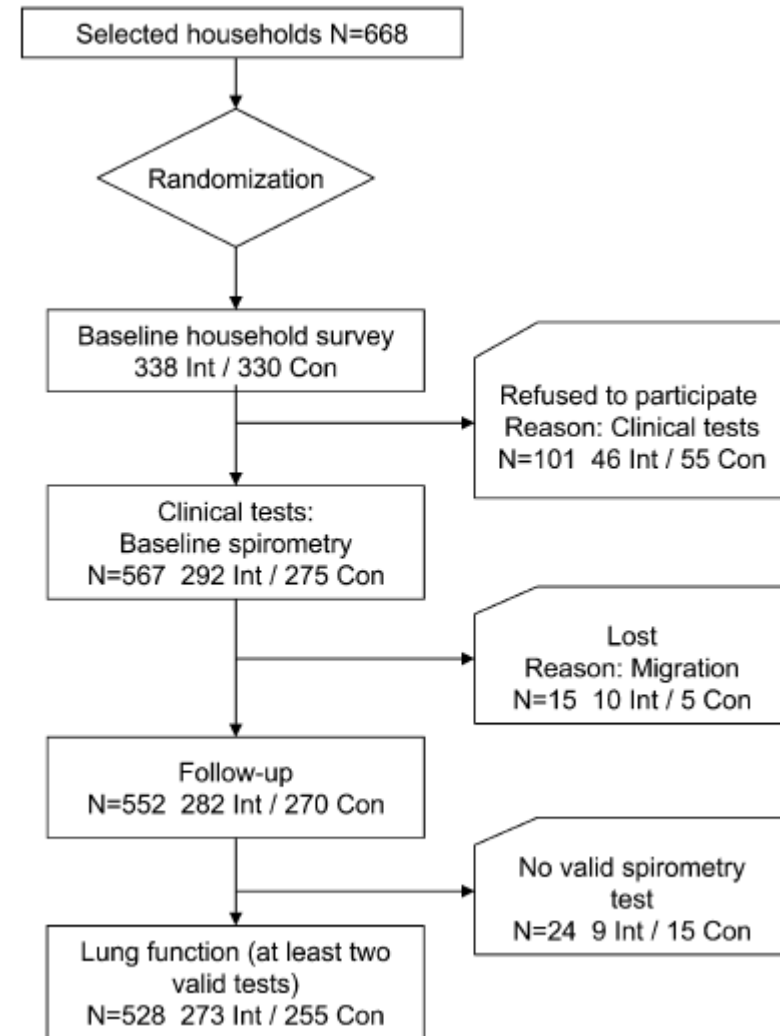 Selected households N=668
Randomization
Baseline household survey
338 Int / 330 Con
Refused to participate
Reason: Clinical tests
N=101 46 Int / 55 Con
Clinical tests:
Baseline spirometry
N=567 292 Int / 275 Con
Lost
Reason: Migration
N=15 10 Int / 5 Con
Follow-up
N=552 282 Int / 270 Con
No valid spirometry
test
N=24 9 Int / 15 Con
Lung function (at least two
valid tests)
N=528 273 Int / 255 Con